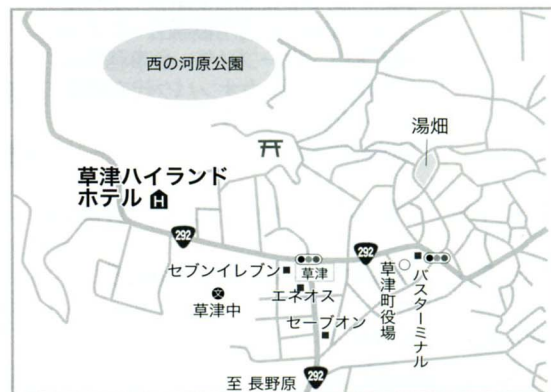 西の河原公園
湯畑
草津ハイランド
ホテル H
292
292
草津
セブンイレブン
エネオス
文
草津中
セーブオン
草津町役場
バスターミナル
292
至 長野原